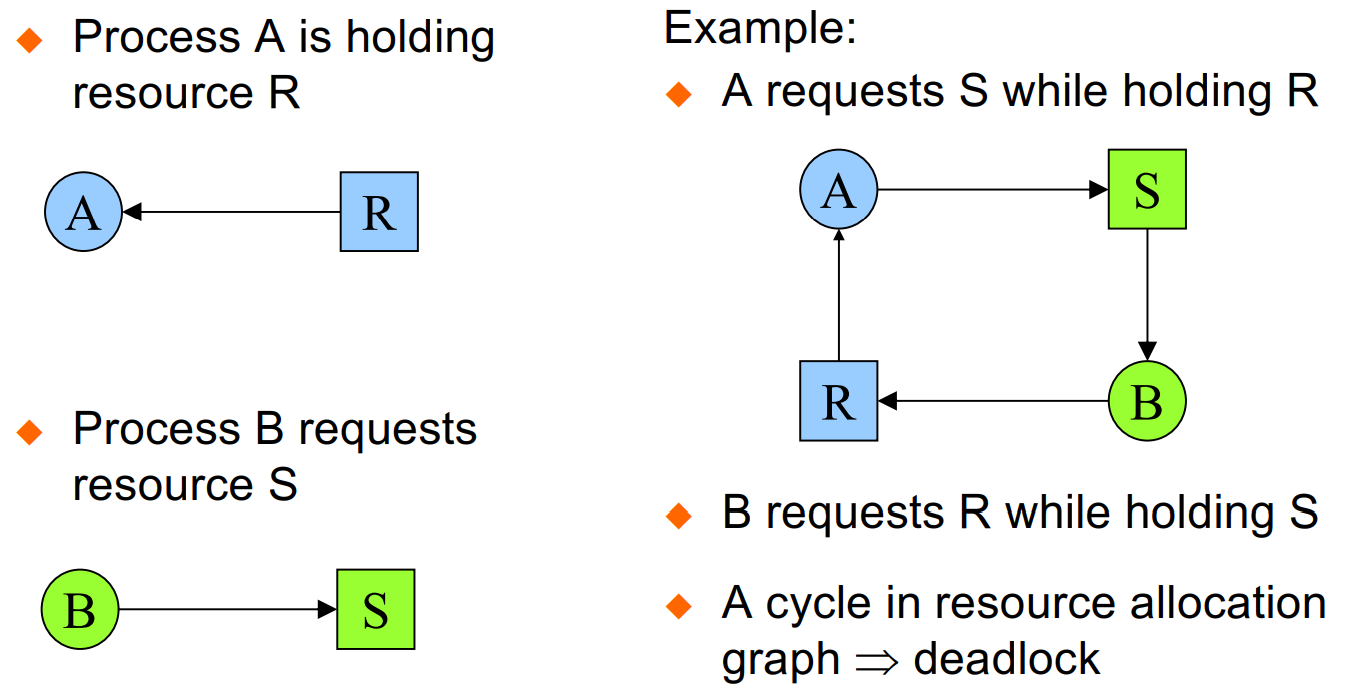 ◆ Process A is holding
resource R
A
R
◆ Process B requests
resource S
B
S
Example:
◆ A requests S while holding R
A
S
R
B
◆ B requests R while holding S
◆ A cycle in resource allocation
graph ⇒ deadlock